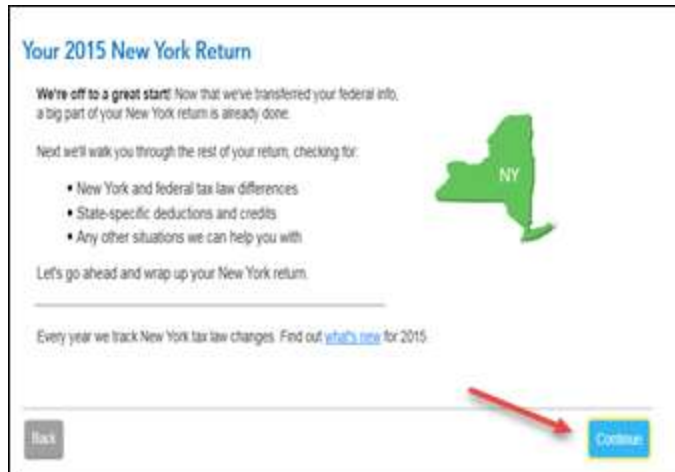 Your 2015 New York Return
We're off to a great start! Now that we've transferred your federal info,
a big part of your New York return is already done.
Next we'll walk you through the rest of your return, checking for:
• New York and federal tax law differences
• State-specific deductions and credits
• Any other situations we can help you with
Let's go ahead and wrap up your New York return.
NY
Every year we track New York tax law changes. Find out what's new for 2015
Back
Continue